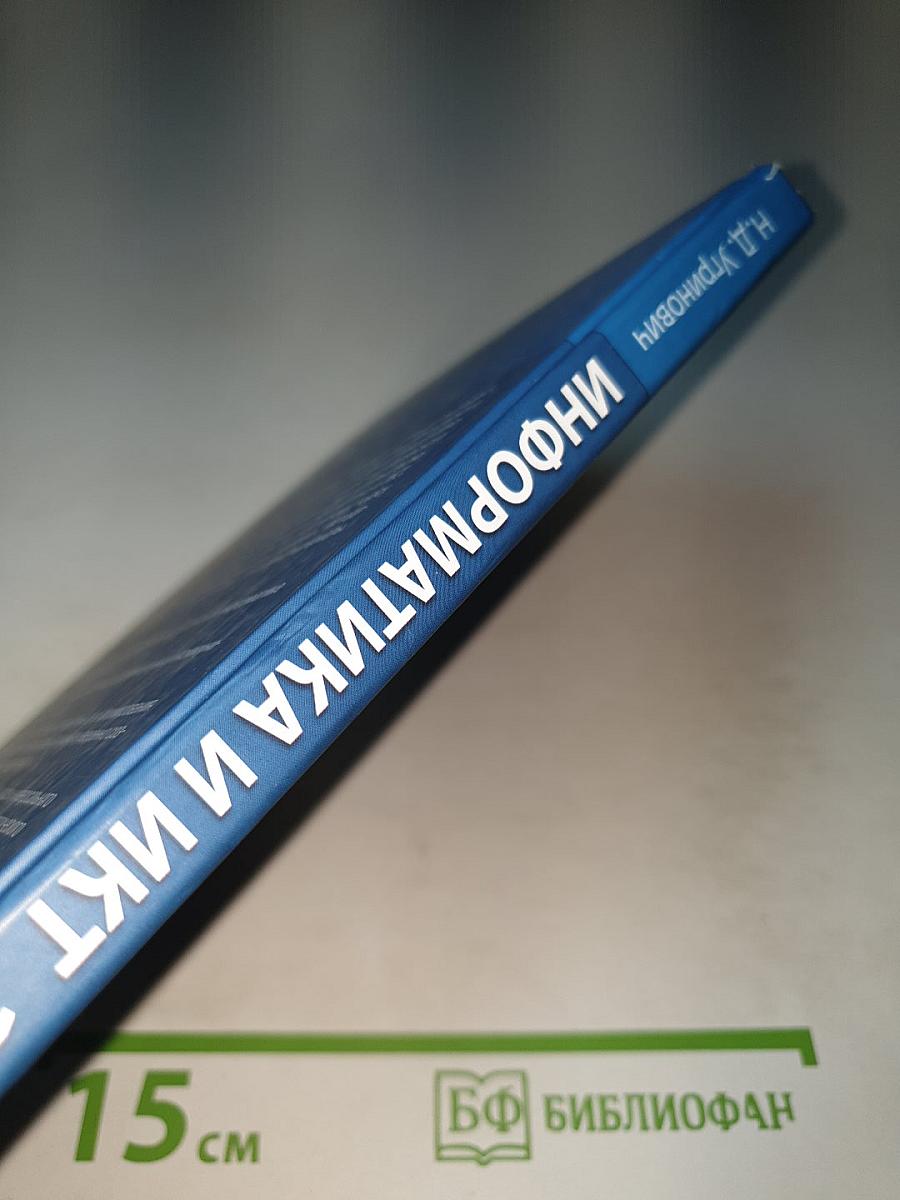 Н.Д. Угринович
ИНФОРМАТИКА И ИКТ
15 см
БФ БИБЛИОФАН